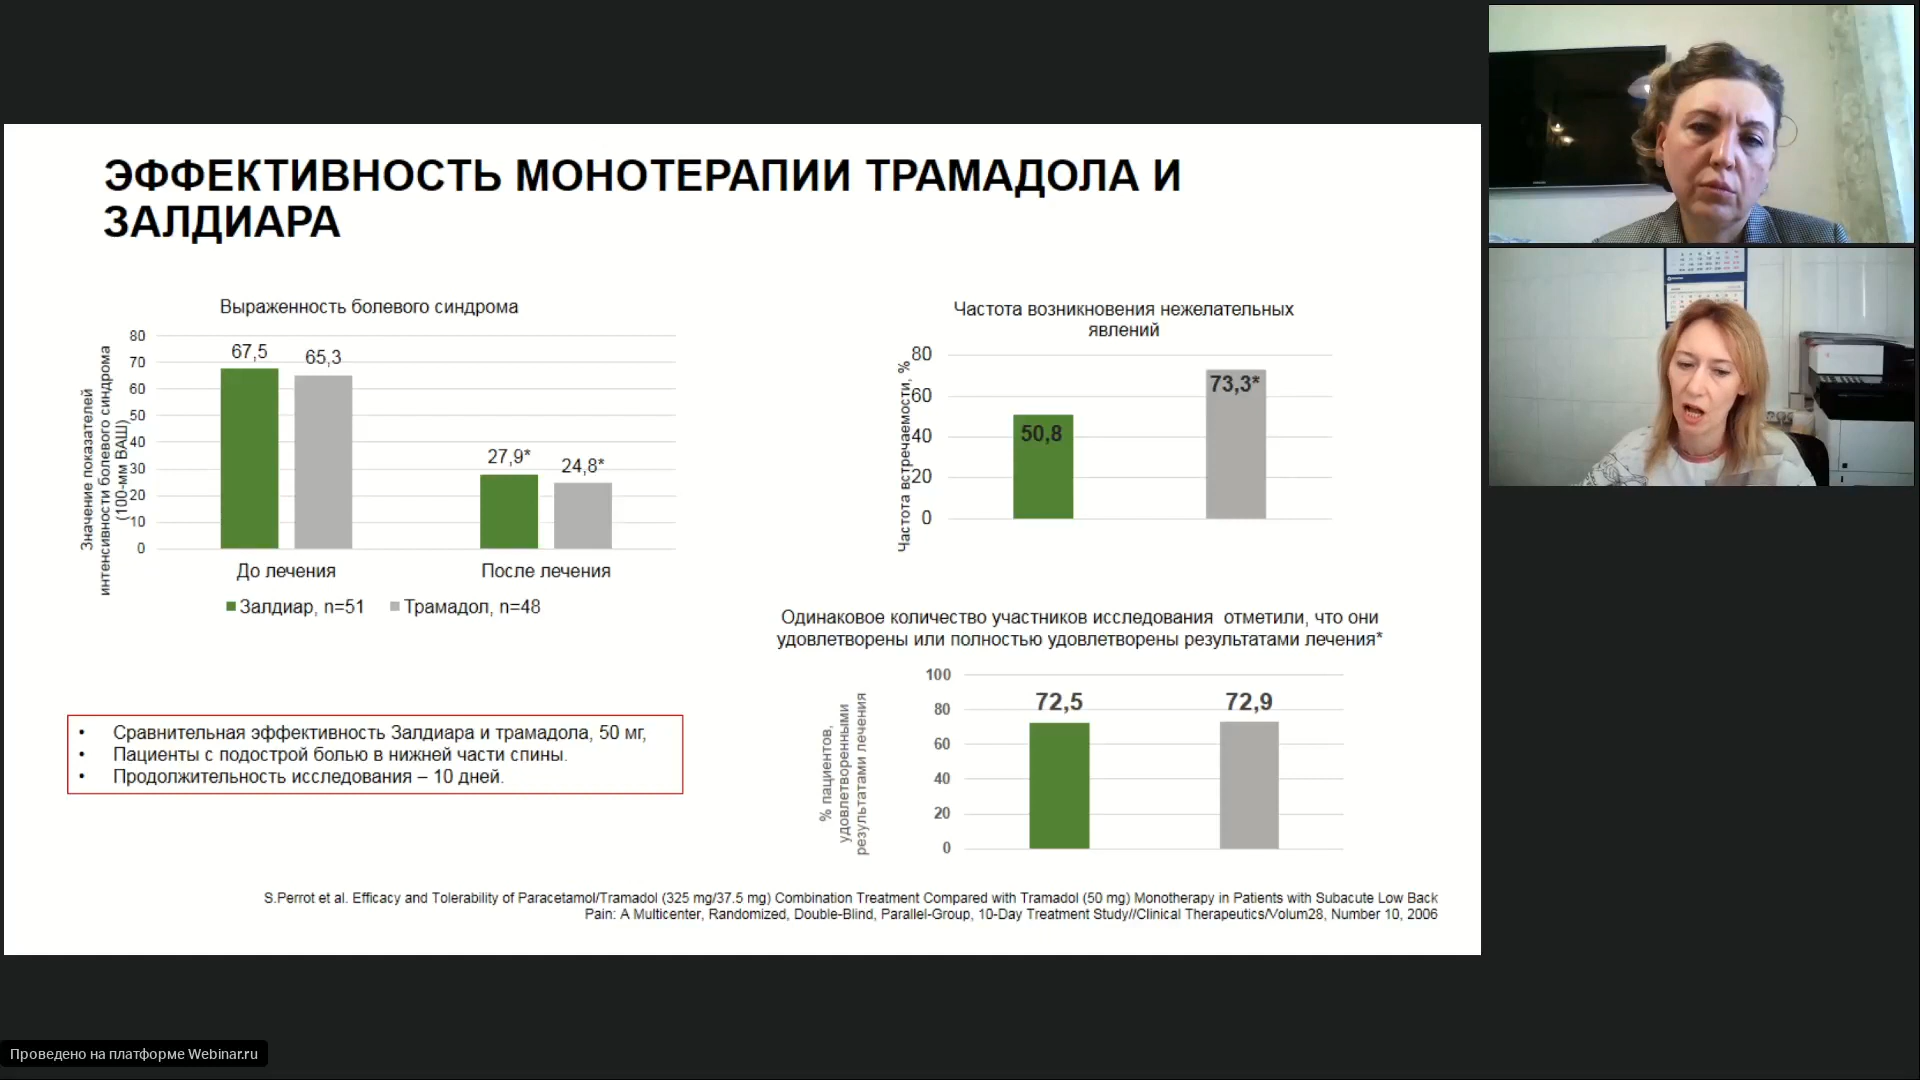 ЭФФЕКТИВНОСТЬ МОНОТЕРАПИИ ТРАМАДОЛА И
ЗАЛДИАРА
Выраженность болевого синдрома
Значение показателей
интенсивности болевого синдрома
(100-мм ВАШ)
80
70
60
50
40
30
20
10
0
67,5
65,3
27,9*
24,8*
До лечения
После лечения
Залдиар, n=51
Трамадол, n=48
Частота возникновения нежелательных
явлений
Частота встречаемости, %
80
60
40
20
0
50,8
73,3*
Одинаковое количество участников исследования отметили, что они
удовлетворены или полностью удовлетворены результатами лечения*
% пациентов,
удовлетворенными
результатами лечения
100
80
60
40
20
0
72,5
72,9
• Сравнительная эффективность Залдиара и трамадола, 50 мг,
• Пациенты с подострой болью в нижней части спины.
• Продолжительность исследования – 10 дней.
S.Perrot et al. Efficacy and Tolerability of Paracetamol/Tramadol (325 mg/37.5 mg) Combination Treatment Compared with Tramadol (50 mg) Monotherapy in Patients with Subacute Low Back
Pain: A Multicenter, Randomized, Double-Blind, Parallel-Group, 10-Day Treatment Study//Clinical Therapeutics/Volum28, Number 10, 2006
Проведено на платформе Webinar.ru